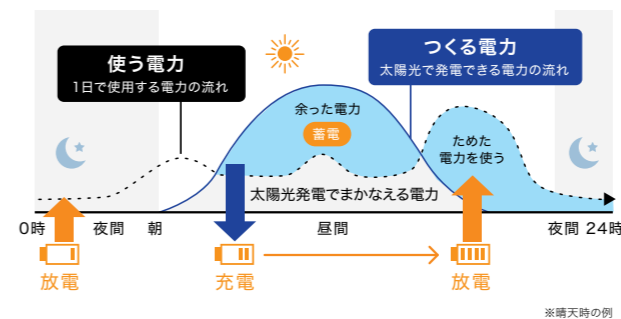 使う電力
1日で使用する電力の流れ
つくる電力
太陽光で発電できる電力の流れ
余った電力
蓄電
ためた
電力を使う
太陽光発電でまかなえる電力
0時 夜間 朝 昼間 夜間 24時
放電 充電 放電
※晴天時の例